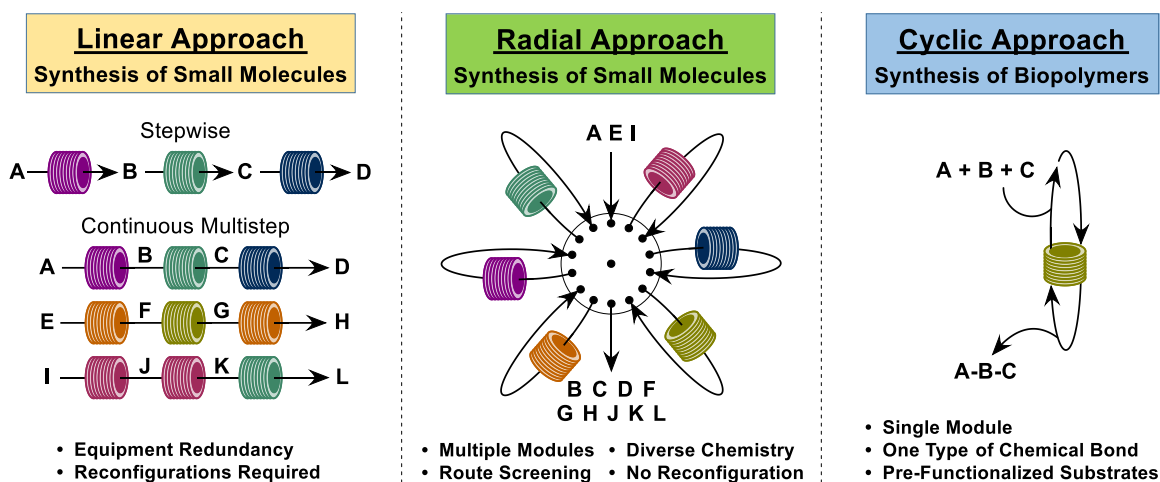 Linear Approach
Synthesis of Small Molecules
Stepwise
A B C D
Continuous Multistep
A B C D
E F G H
I J K L
• Equipment Redundancy
• Reconfigurations Required
Radial Approach
Synthesis of Small Molecules
A E I
B C D F
G H J K L
• Multiple Modules • Diverse Chemistry
• Route Screening • No Reconfiguration
Cyclic Approach
Synthesis of Biopolymers
A + B + C
A-B-C
• Single Module
• One Type of Chemical Bond
• Pre-Functionalized Substrates